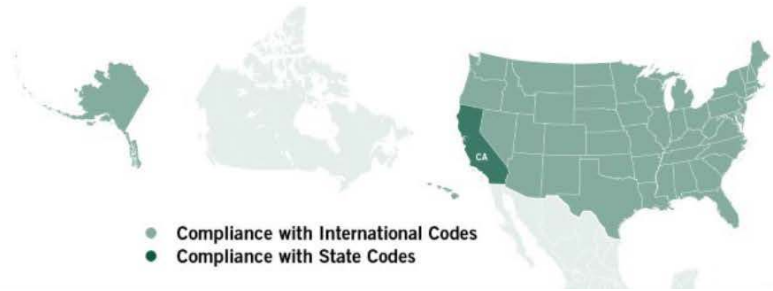 CA
Compliance with International Codes
Compliance with State Codes